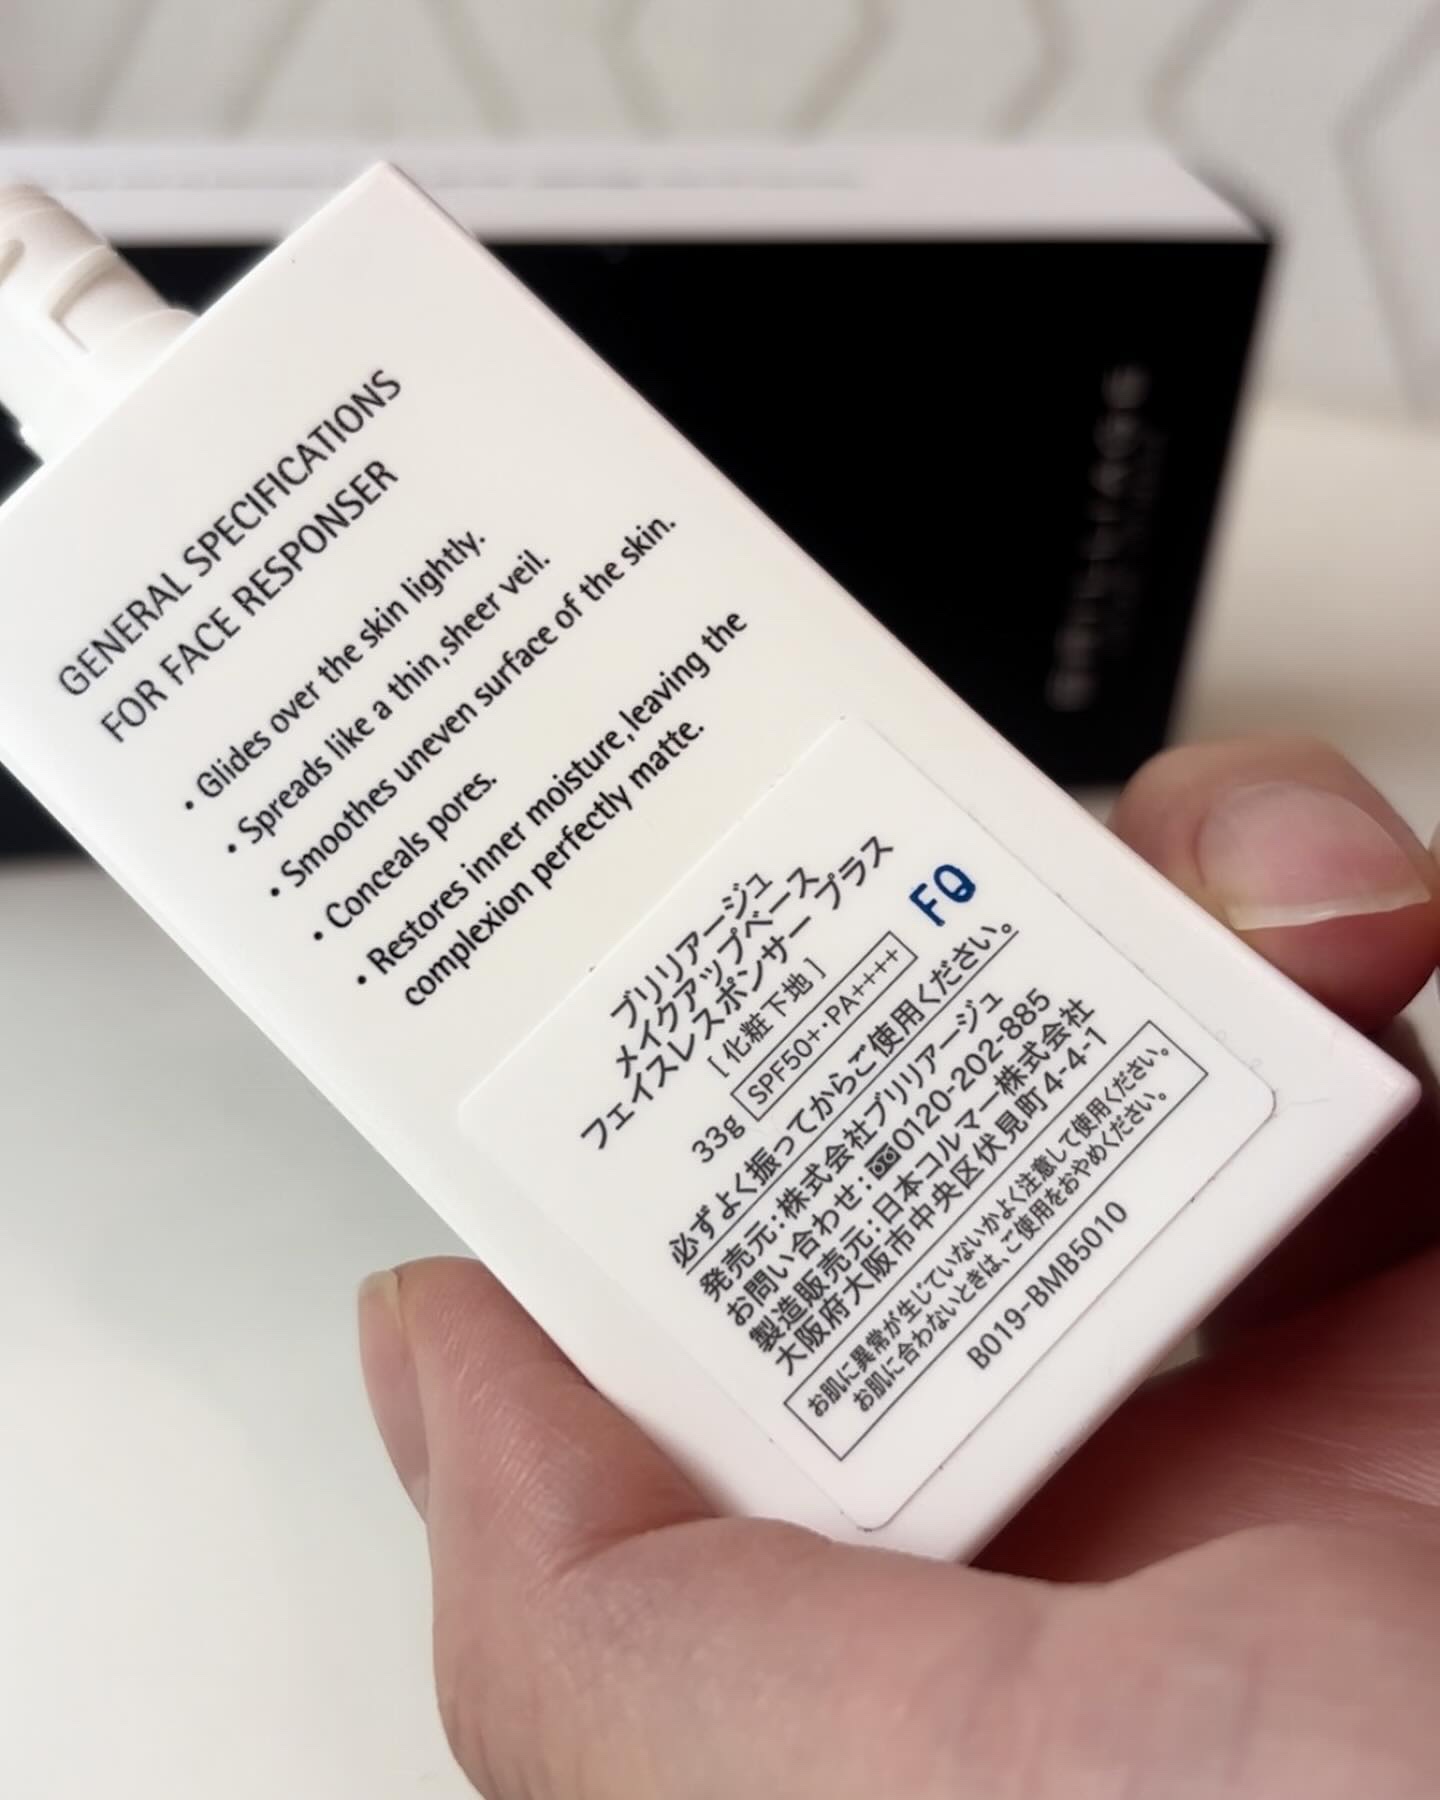 GENERAL SPECIFICATIONS
FOR FACE RESPONSER
• Glides over the skin lightly.
• Spreads like a thin,sheer veil.
• Smoothes uneven surface of the skin.
• Conceals pores.
• Restores inner moisture,leaving the
complexion perfectly matte.
ブリリアージュ
メイクアップベース
フェイスレスポンサー プラス
[ 化粧下地 ]
33g SPF50+・PA++++ FQ
必ずよく振ってからご使用ください。
発売元：株式会社ブリリアージュ
お問い合わせ：0120-202-885
製造販売元：日本コルマー株式会社
大阪府大阪市中央区伏見町4-4-1
お肌に異常が生じていないかよく注意して使用ください。
お肌に合わないときは、ご使用をおやめください。
B019-BMB5010